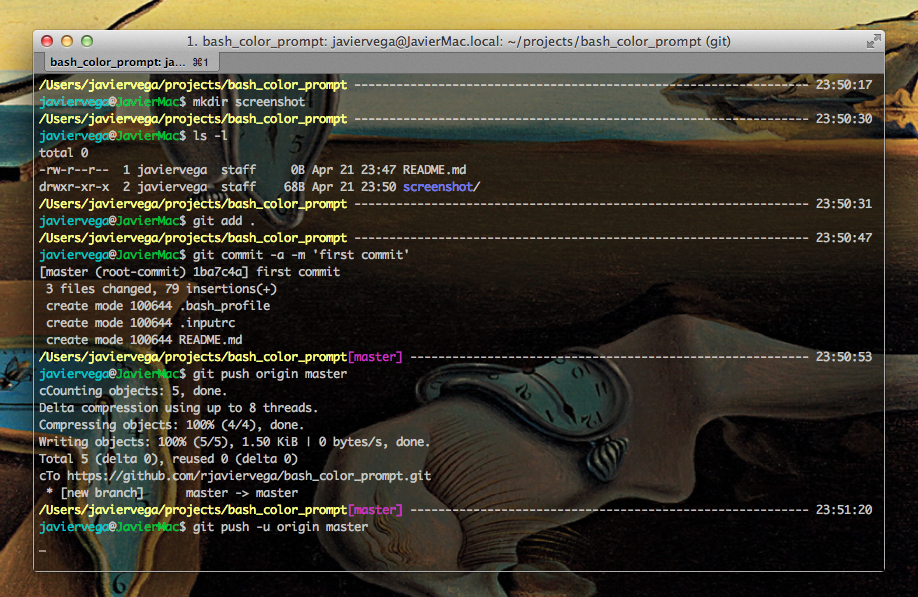 1. bash_color_prompt: javiervega@JavierMac.local: ~/projects/bash_color_prompt (git)
bash_color_prompt: ja... ⌘1
/Users/javiervega/projects/bash_color_prompt ----------------------------------------------------------------- 23:50:17
javiervega@JavierMac$ mkdir screenshot
/Users/javiervega/projects/bash_color_prompt ----------------------------------------------------------------- 23:50:30
javiervega@JavierMac$ ls -l
total 0
-rw-r--r--  1 javiervega  staff     0B Apr 21 23:47 README.md
drwxr-xr-x  2 javiervega  staff    68B Apr 21 23:50 screenshot/
/Users/javiervega/projects/bash_color_prompt ----------------------------------------------------------------- 23:50:31
javiervega@JavierMac$ git add .
/Users/javiervega/projects/bash_color_prompt ----------------------------------------------------------------- 23:50:47
javiervega@JavierMac$ git commit -a -m 'first commit'
[master (root-commit) 1ba7c4a] first commit
 3 files changed, 79 insertions(+)
 create mode 100644 .bash_profile
 create mode 100644 .inputrc
 create mode 100644 README.md
/Users/javiervega/projects/bash_color_prompt[master] --------------------------------------------------------- 23:50:53
javiervega@JavierMac$ git push origin master
cCounting objects: 5, done.
Delta compression using up to 8 threads.
Compressing objects: 100% (4/4), done.
Writing objects: 100% (5/5), 1.50 KiB | 0 bytes/s, done.
Total 5 (delta 0), reused 0 (delta 0)
cTo https://github.com/rjaviervega/bash_color_prompt.git
 * [new branch]      master -> master
/Users/javiervega/projects/bash_color_prompt[master] --------------------------------------------------------- 23:51:20
javiervega@JavierMac$ git push -u origin master
_